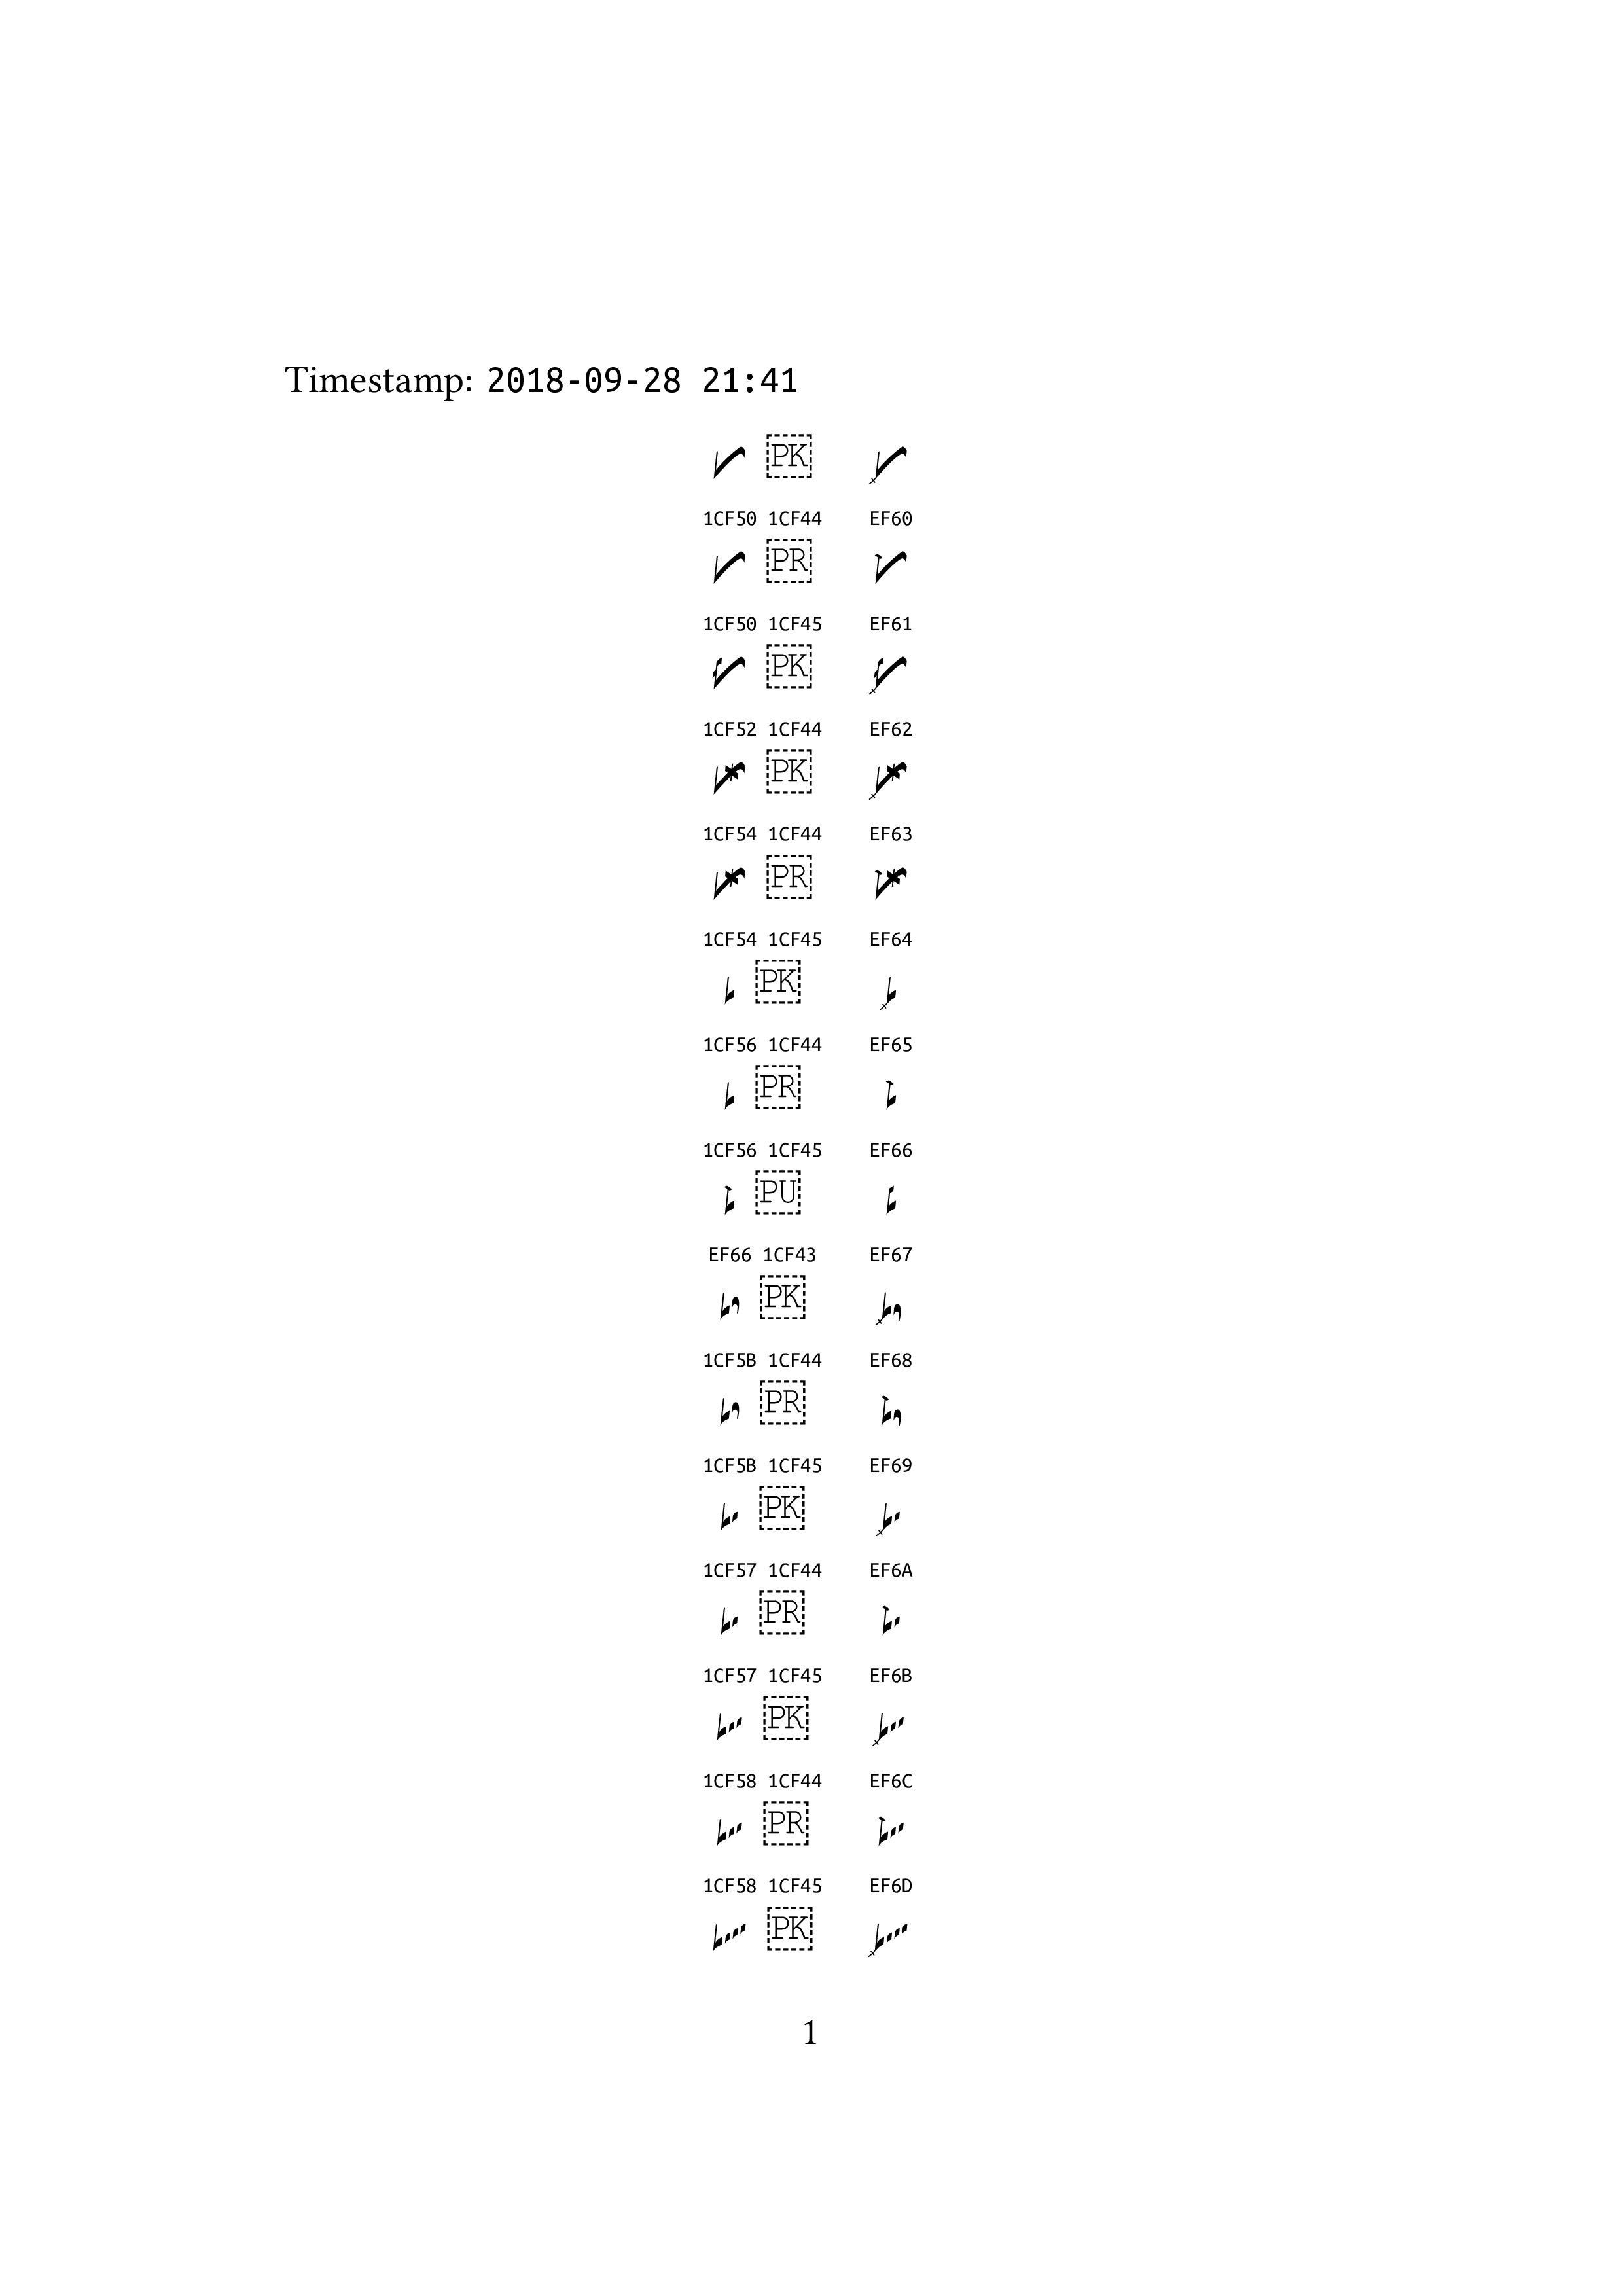 Timestamp: 2018-09-28 21:41
𜽐 PK
1CF50 1CF44 EF60
𜽐 PR
1CF50 1CF45 EF61
𜽒 PK
1CF52 1CF44 EF62
𜽔 PK
1CF54 1CF44 EF63
𜽔 PR
1CF54 1CF45 EF64
𜽖 PK
1CF56 1CF44 EF65
𜽖 PR
1CF56 1CF45 EF66
PU
EF66 1CF43 EF67
𜽛 PK
1CF5B 1CF44 EF68
𜽛 PR
1CF5B 1CF45 EF69
𜽗 PK
1CF57 1CF44 EF6A
𜽗 PR
1CF57 1CF45 EF6B
𜽘 PK
1CF58 1CF44 EF6C
𜽘 PR
1CF58 1CF45 EF6D
PK
1